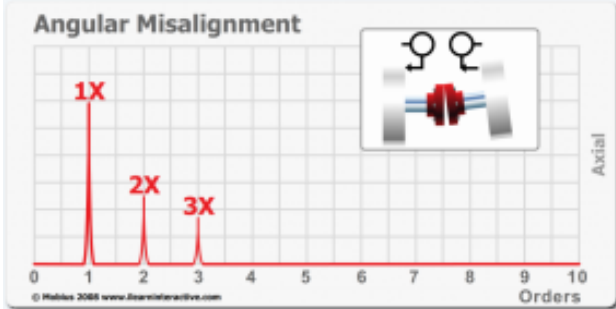 Angular Misalignment
1X
2X
3X
Axial
0 1 2 3 4 5 6 7 8 9 10
© Mobius 2008 www.ilearninteractive.com
Orders